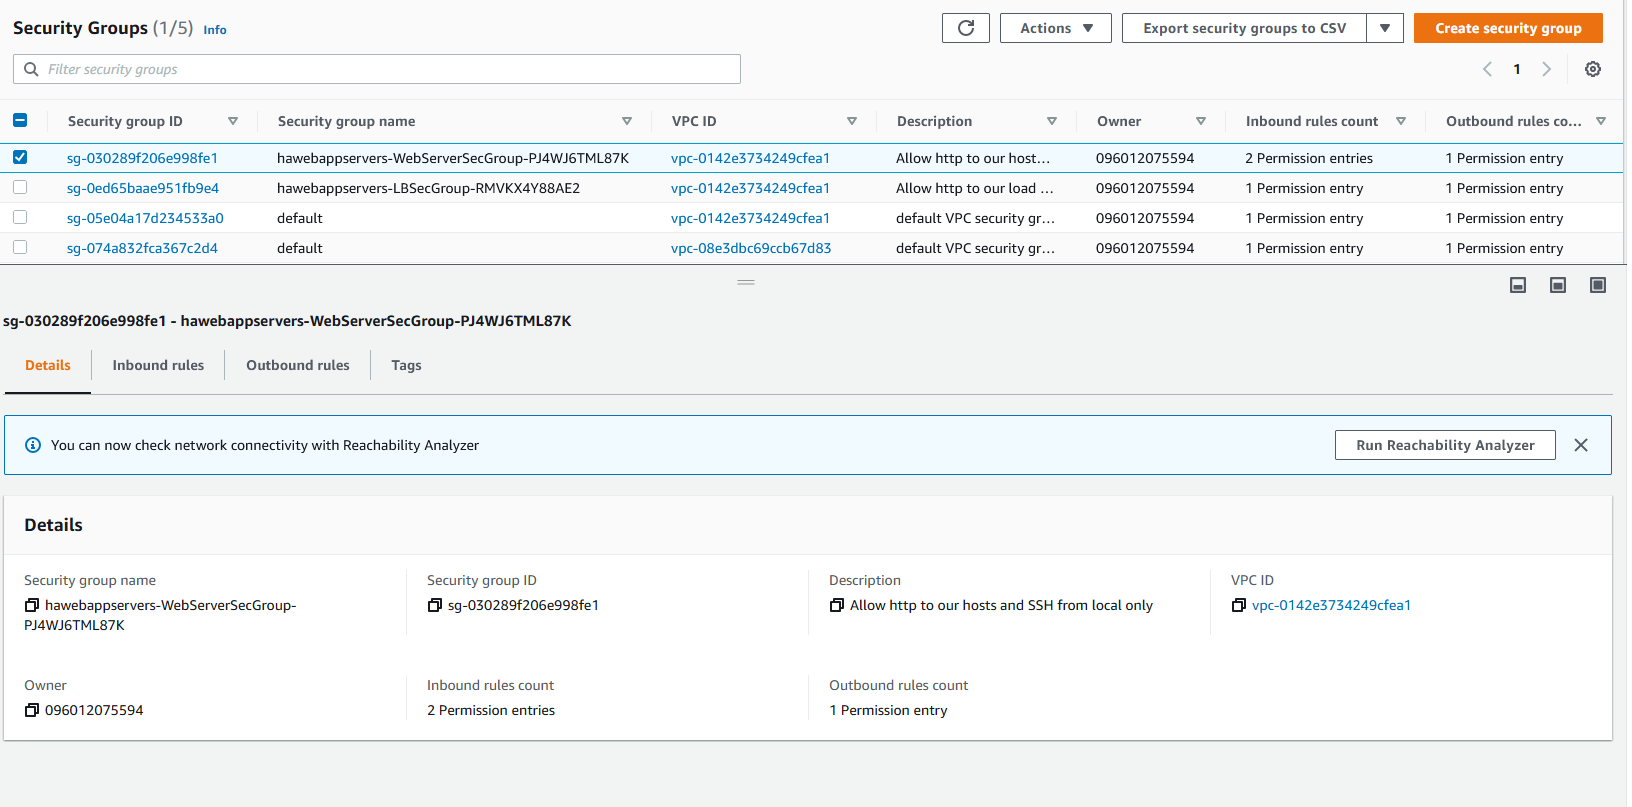 Security Groups (1/5) Info
Actions
Export security groups to CSV
Create security group
Filter security groups
1
Security group ID Security group name VPC ID Description Owner Inbound rules count Outbound rules co...
sg-030289f206e998fe1 hawebappservers-WebServerSecGroup-PJ4WJ6TML87K vpc-0142e3734249cfea1 Allow http to our host... 096012075594 2 Permission entries 1 Permission entry
sg-0ed65baae951fb9e4 hawebappservers-LBSecGroup-RMVKX4Y88AE2 vpc-0142e3734249cfea1 Allow http to our load ... 096012075594 1 Permission entry 1 Permission entry
sg-05e04a17d234533a0 default vpc-0142e3734249cfea1 default VPC security gr... 096012075594 1 Permission entry 1 Permission entry
sg-074a832fca367c2d4 default vpc-08e3dbc69ccb67d83 default VPC security gr... 096012075594 1 Permission entry 1 Permission entry
sg-030289f206e998fe1 - hawebappservers-WebServerSecGroup-PJ4WJ6TML87K
Details Inbound rules Outbound rules Tags
You can now check network connectivity with Reachability Analyzer
Run Reachability Analyzer
Details
Security group name
hawebappservers-WebServerSecGroup-
PJ4WJ6TML87K
Security group ID
sg-030289f206e998fe1
Description
Allow http to our hosts and SSH from local only
VPC ID
vpc-0142e3734249cfea1
Owner
096012075594
Inbound rules count
2 Permission entries
Outbound rules count
1 Permission entry